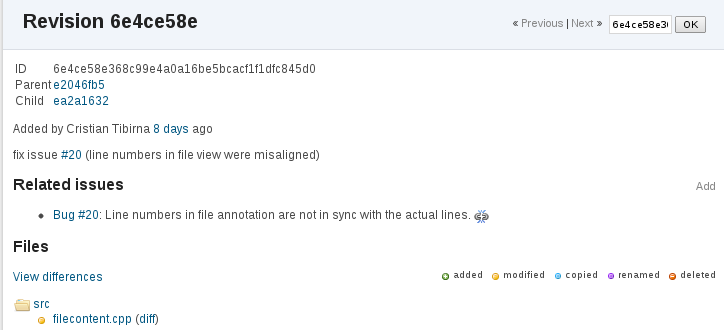 Revision 6e4ce58e
« Previous | Next » 6e4ce58e3 OK
ID 6e4ce58e368c99e4a0a16be5bcacf1f1dfc845d0
Parent e2046fb5
Child ea2a1632
Added by Cristian Tibirna 8 days ago
fix issue #20 (line numbers in file view were misaligned)
Related issues Add
Bug #20: Line numbers in file annotation are not in sync with the actual lines.
Files
View differences added modified copied renamed deleted
src
filecontent.cpp (diff)